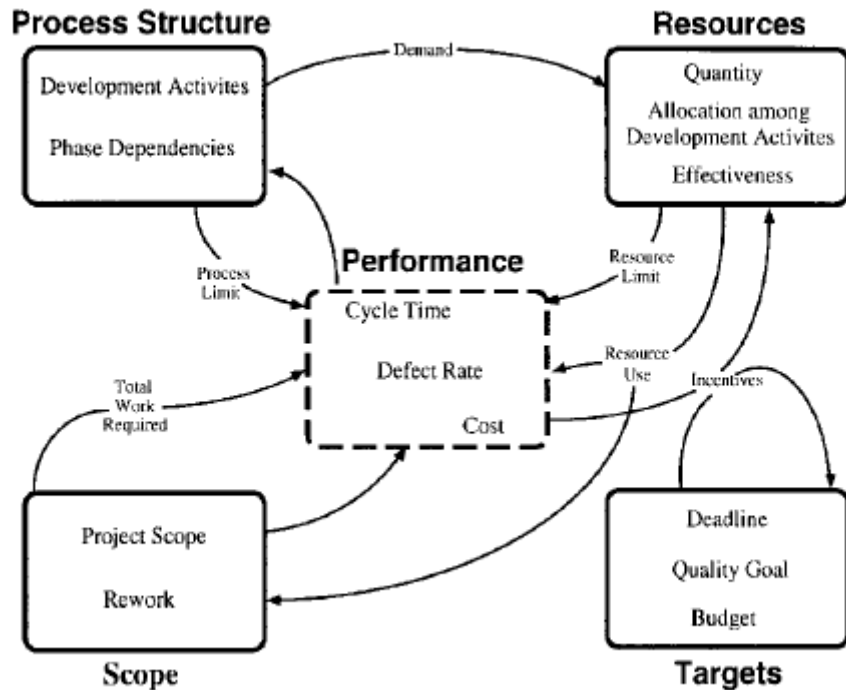 Process Structure
Resources
Demand
Development Activites
Phase Dependencies
Quantity
Allocation among
Development Activites
Effectiveness
Process
Limit
Performance
Resource
Limit
Cycle Time
Defect Rate
Cost
Resource
Use
Incentives
Total
Work
Required
Project Scope
Rework
Scope
Deadline
Quality Goal
Budget
Targets